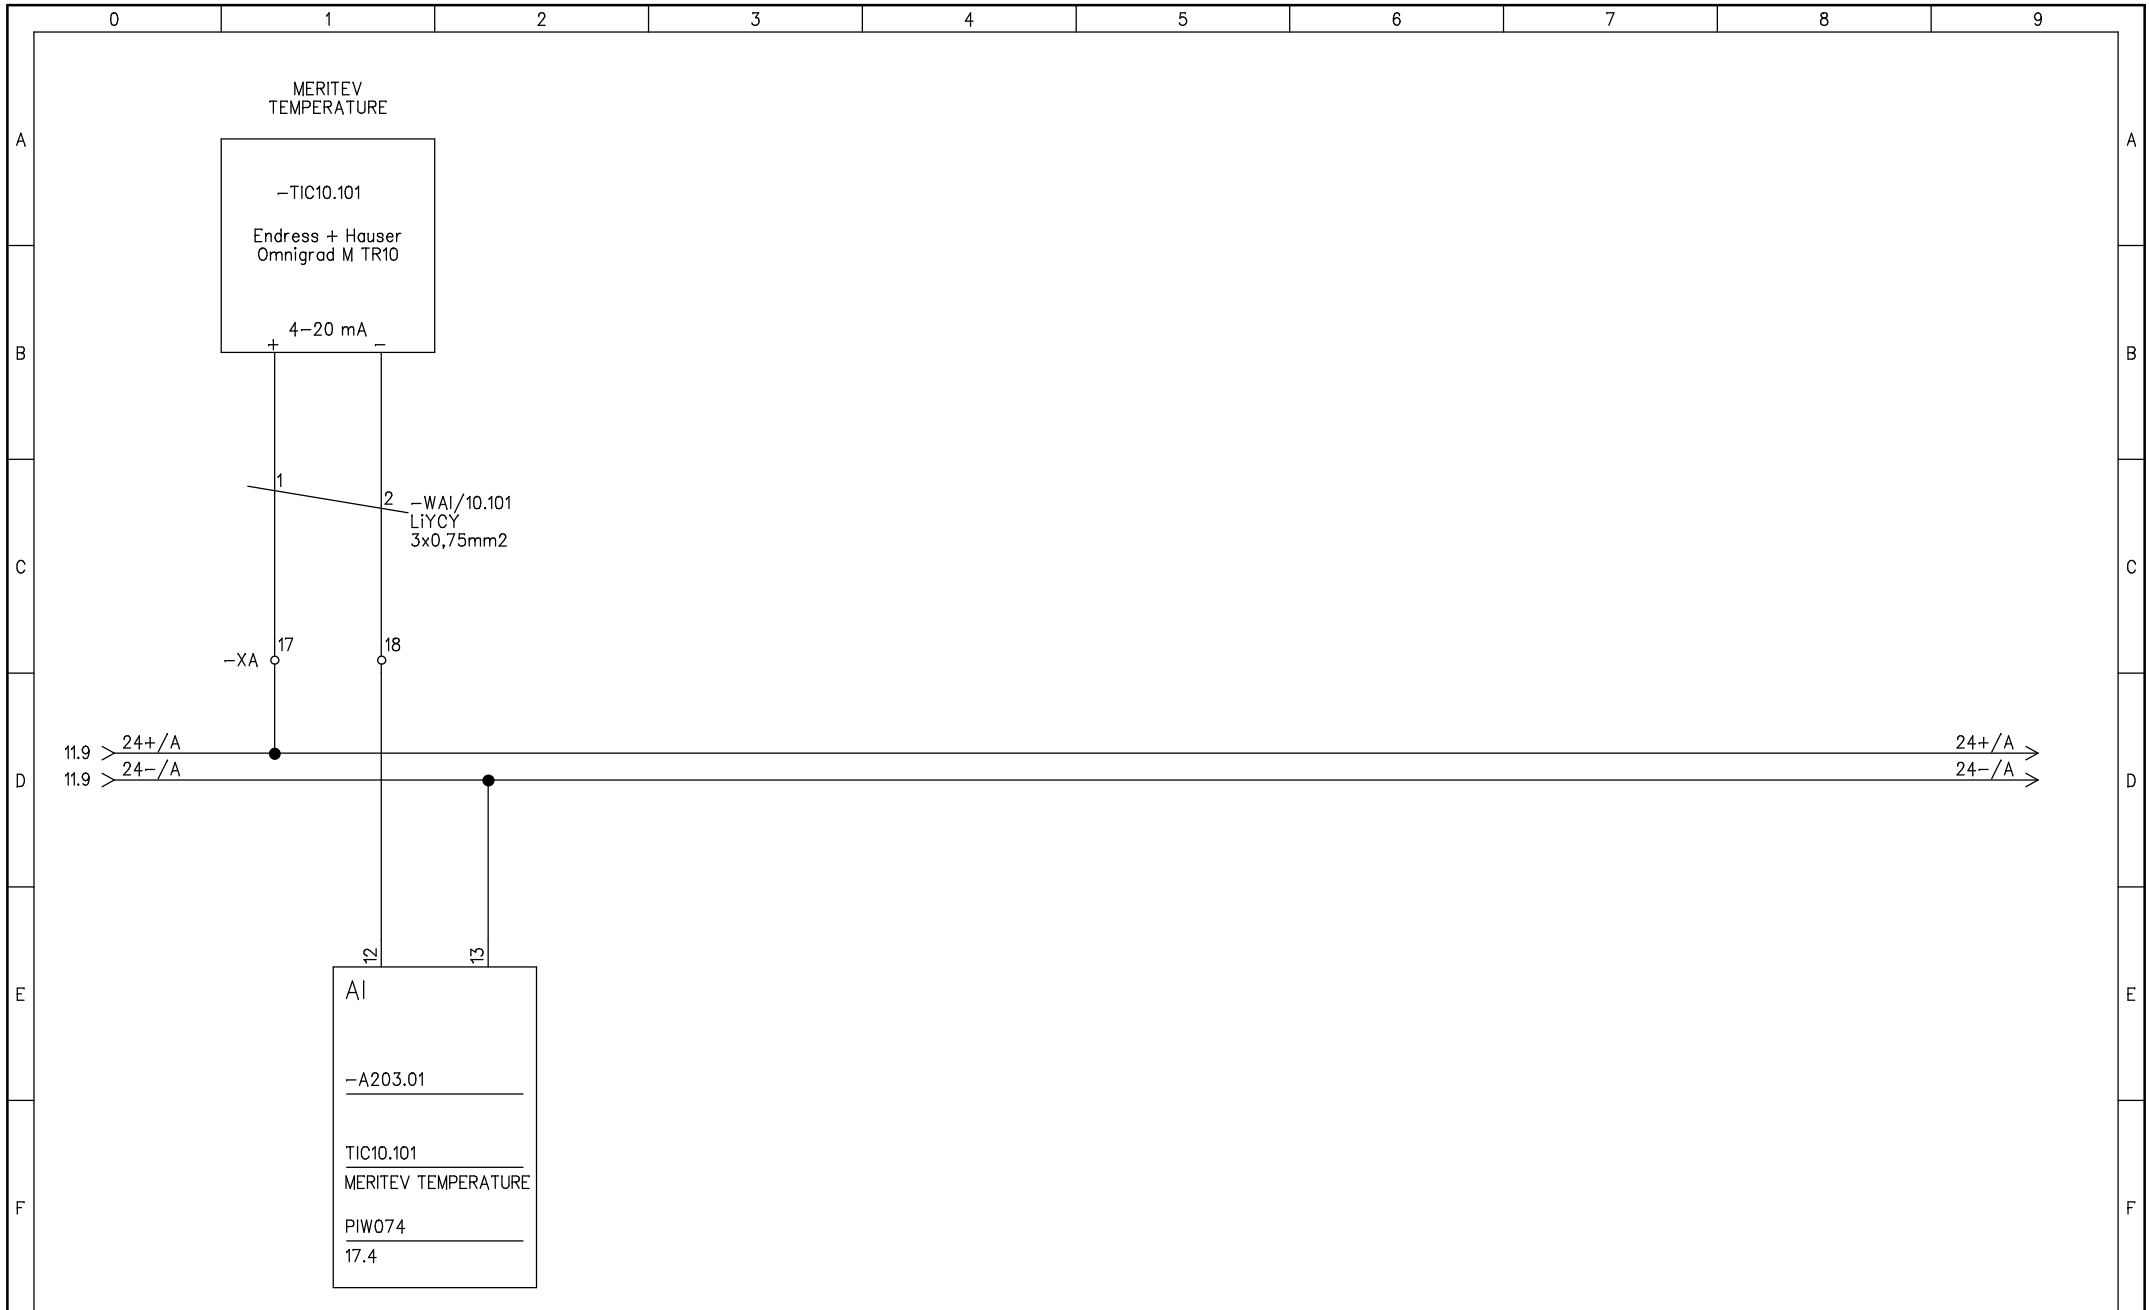 0 1 2 3 4 5 6 7 8 9
MERITEV
TEMPERATURE
A A
-TIC10.101
Endress + Hauser
Omnigrad M TR10
4-20 mA
+ -
B B
1
2
-WAI/10.101
LiYCY
3x0,75mm2
C C
17 18
-XA
11.9 24+/A 24+/A
11.9 24-/A 24-/A
D D
12 13
AI
E E
-A203.01
TIC10.101
MERITEV TEMPERATURE
F F
PIW074
17.4